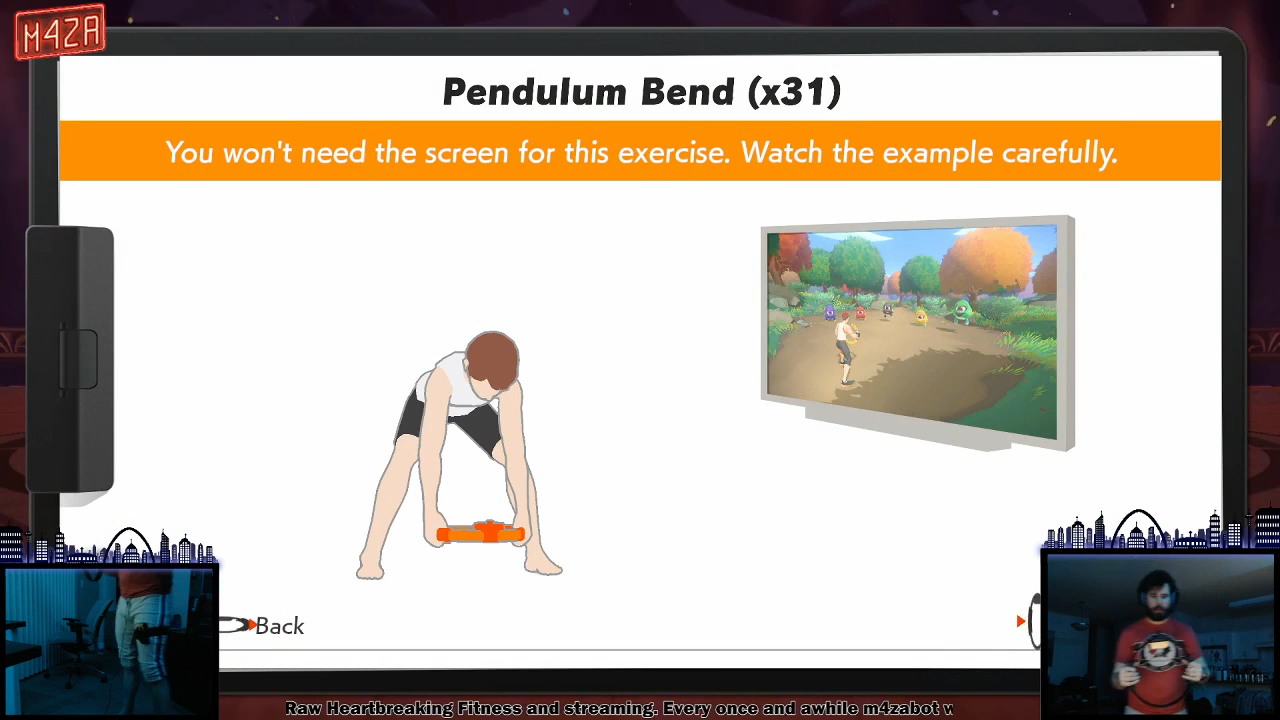 M4ZA
Pendulum Bend (x31)
You won't need the screen for this exercise. Watch the example carefully.
Back
Raw Heartbreaking Fitness and streaming. Every once and awhile m4zabot w